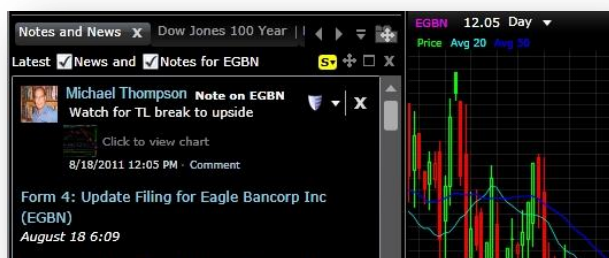 Notes and News X Dow Jones 100 Year |
Latest News and Notes for EGBN S X
Michael Thompson Note on EGBN
Watch for TL break to upside
X
Click to view chart
8/18/2011 12:05 PM · Comment
Form 4: Update Filing for Eagle Bancorp Inc
(EGBN)
August 18 6:09
EGBN 12.05 Day
Price Avg 20 Avg 50